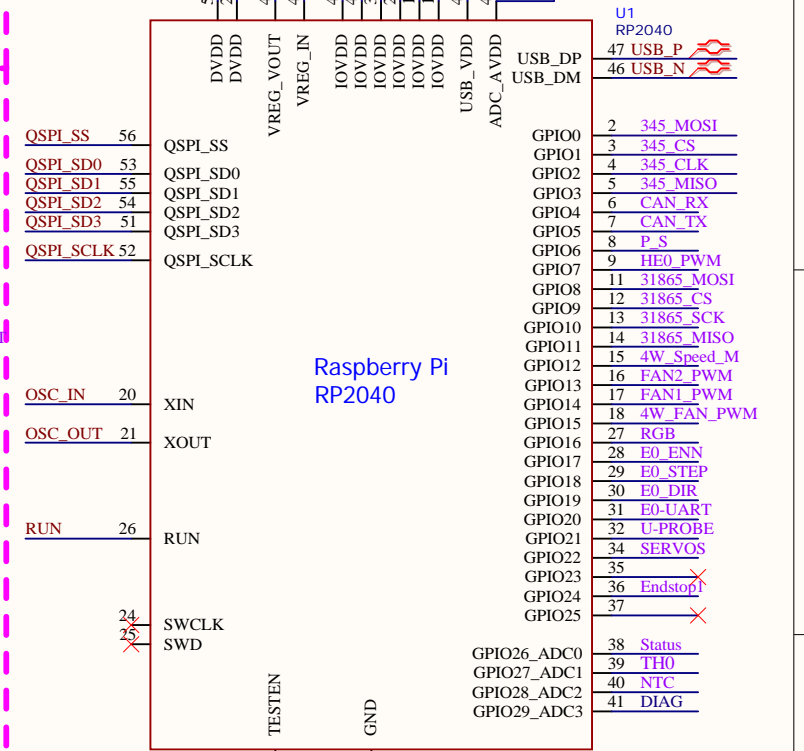 U1
RP2040
DVDD
DVDD
VREG_VOUT
VREG_IN
IOVDD
IOVDD
IOVDD
IOVDD
IOVDD
IOVDD
USB_VDD
ADC_AVDD
USB_DP 47 USB_P
USB_DM 46 USB_N
QSPI_SS 56 QSPI_SS
QSPI_SD0 53 QSPI_SD0
QSPI_SD1 55 QSPI_SD1
QSPI_SD2 54 QSPI_SD2
QSPI_SD3 51 QSPI_SD3
QSPI_SCLK 52 QSPI_SCLK
OSC_IN 20 XIN
OSC_OUT 21 XOUT
RUN 26 RUN
24 SWCLK
25 SWD
Raspberry Pi
RP2040
GPIO0 2 345_MOSI
GPIO1 3 345_CS
GPIO2 4 345_CLK
GPIO3 5 345_MISO
GPIO4 6 CAN_RX
GPIO5 7 CAN_TX
GPIO6 8 P_S
GPIO7 9 HE0_PWM
GPIO8 11 31865_MOSI
GPIO9 12 31865_CS
GPIO10 13 31865_SCK
GPIO11 14 31865_MISO
GPIO12 15 4W_Speed_M
GPIO13 16 FAN2_PWM
GPIO14 17 FAN1_PWM
GPIO15 18 4W_FAN_PWM
GPIO16 27 RGB
GPIO17 28 E0_ENN
GPIO18 29 E0_STEP
GPIO19 30 E0_DIR
GPIO20 31 E0-UART
GPIO21 32 U-PROBE
GPIO22 34 SERVOS
GPIO23 35
GPIO24 36 Endstop1
GPIO25 37
GPIO26_ADC0 38 Status
GPIO27_ADC1 39 TH0
GPIO28_ADC2 40 NTC
GPIO29_ADC3 41 DIAG
TESTEN
GND